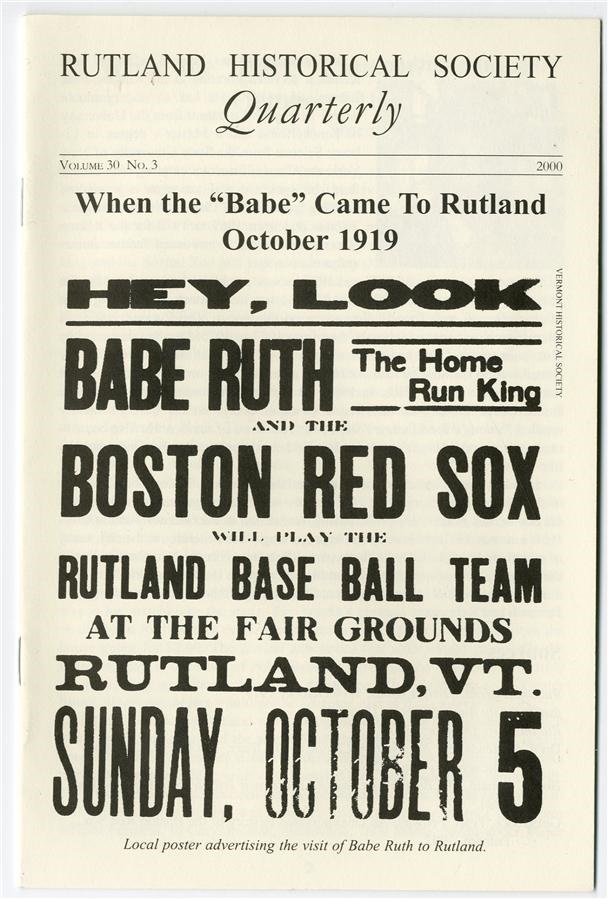 RUTLAND HISTORICAL SOCIETY
Quarterly
VOLUME 30 NO. 3 2000
When the “Babe” Came To Rutland
October 1919
HEY, LOOK
BABE RUTH The Home
Run King
AND THE
BOSTON RED SOX
WILL PLAY THE
RUTLAND BASE BALL TEAM
AT THE FAIR GROUNDS
RUTLAND, VT.
SUNDAY, OCTOBER 5
VERMONT HISTORICAL SOCIETY
Local poster advertising the visit of Babe Ruth to Rutland.